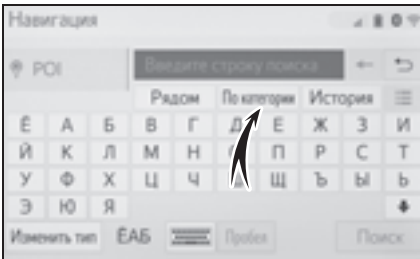 Навигация
POI Введите строку поиска
Рядом По категории История
Ё А Б В Г Д Е Ж З И
Й К Л М Н О П Р С Т
У Ф Х Ц Ч Щ Ъ Ы Ь
Э Ю Я
Изменить тип ЁАБ Пробел Поиск